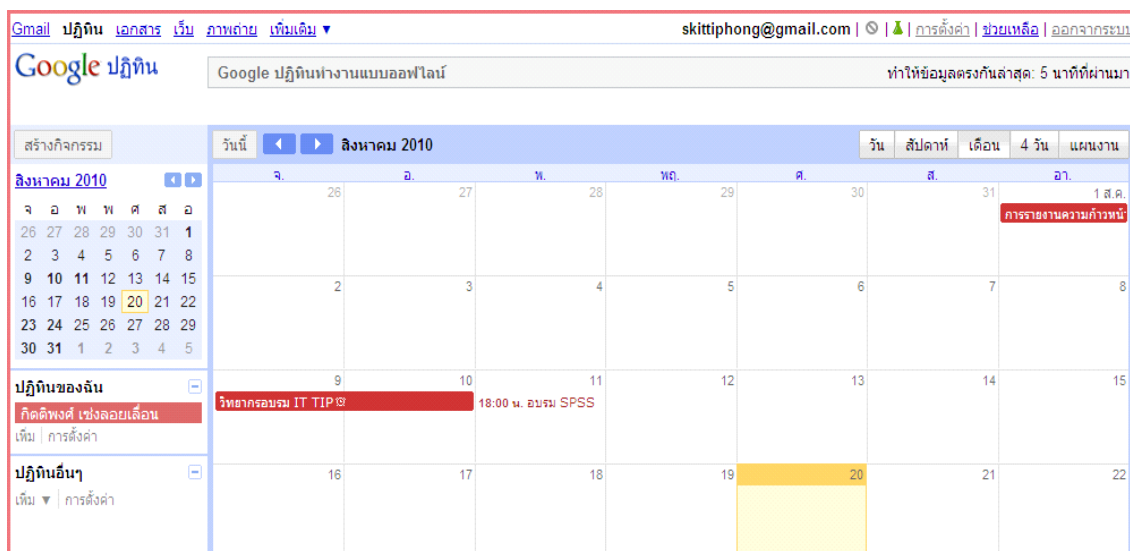 Gmail ปฏิทิน เอกสาร เว็บ ภาพถ่าย เพิ่มเติม ▼
skittiphong@gmail.com | | | การตั้งค่า | ช่วยเหลือ | ออกจากระบบ
Google ปฏิทิน
Google ปฏิทินทำงานแบบออฟไลน์
ทำให้ข้อมูลตรงกันล่าสุด: 5 นาทีที่ผ่านมา
สร้างกิจกรรม
วันนี้ สิงหาคม 2010
วัน สัปดาห์ เดือน 4 วัน แผนงาน
สิงหาคม 2010
จ อ พ พ ศ ส อ
26 27 28 29 30 31 1
2 3 4 5 6 7 8
9 10 11 12 13 14 15
16 17 18 19 20 21 22
23 24 25 26 27 28 29
30 31 1 2 3 4 5
ปฏิทินของฉัน
กิตติพงศ์ เซ่งลอยเลื่อน
เพิ่ม | การตั้งค่า
ปฏิทินอื่นๆ
เพิ่ม ▼ | การตั้งค่า
จ. อ. พ. พฤ. ศ. ส. อา.
26 27 28 29 30 31 1 ส.ค.
การรายงานความก้าวหน้า
2 3 4 5 6 7 8
9 10 11 12 13 14 15
วิทยากรอบรม IT TIP
18:00 น. อบรม SPSS
16 17 18 19 20 21 22